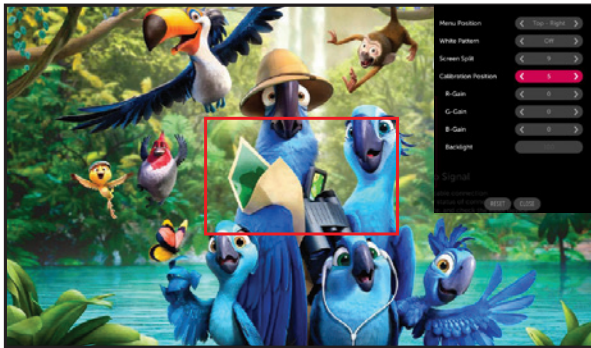 Menu Position Top - Right
White Pattern Off
Screen Split 9
Calibration Position 5
R-Gain 0
G-Gain 0
B-Gain 0
Backlight
Signal
RESET CLOSE